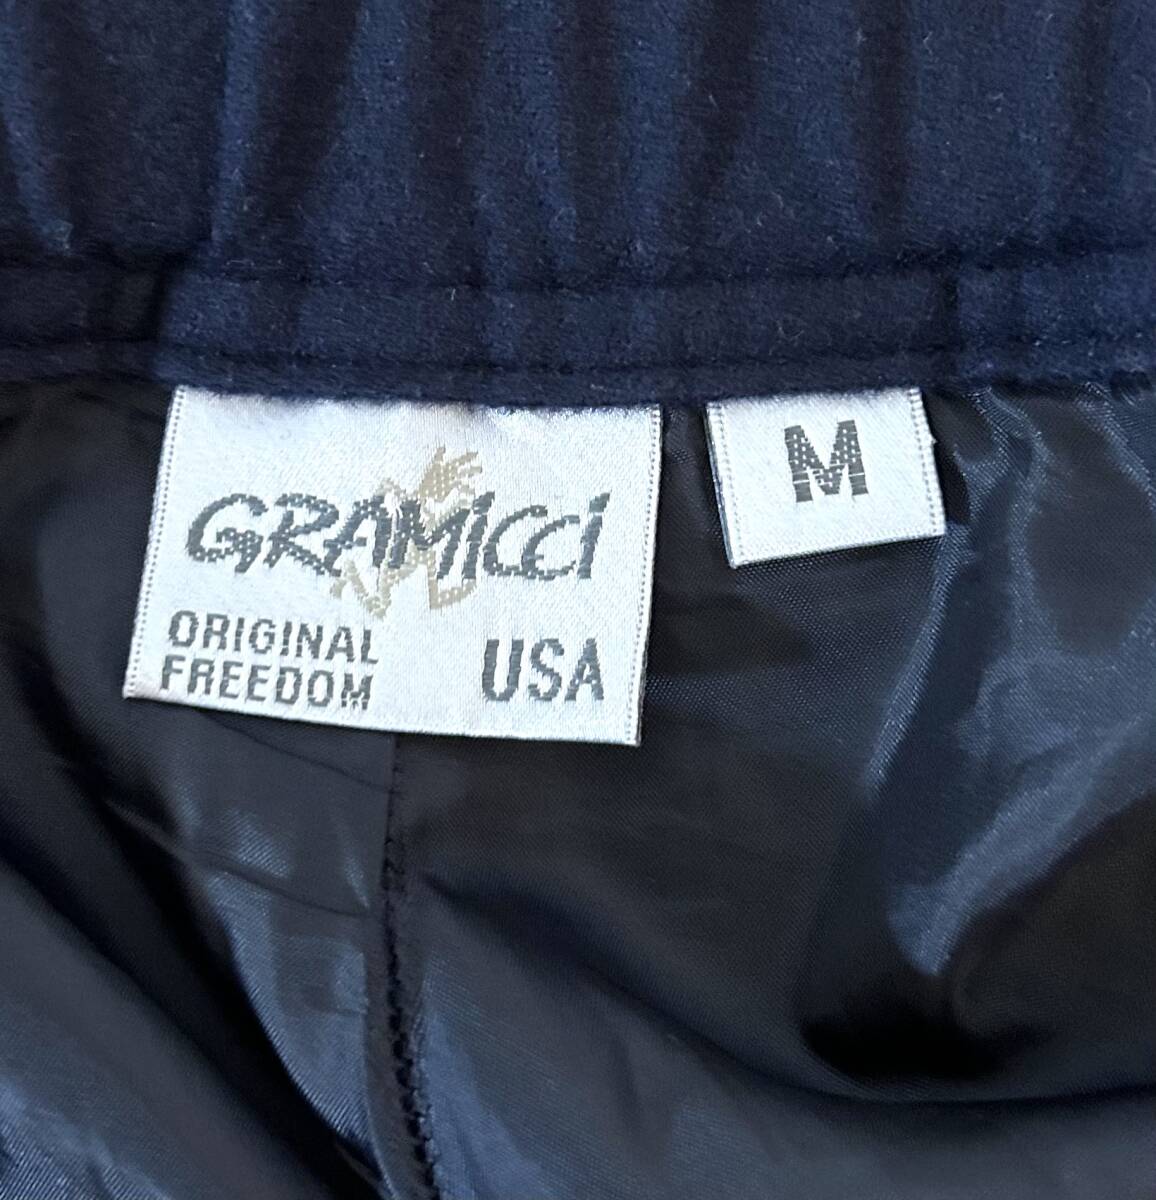 GRAMiCCi
ORIGINAL
FREEDOM
USA
M